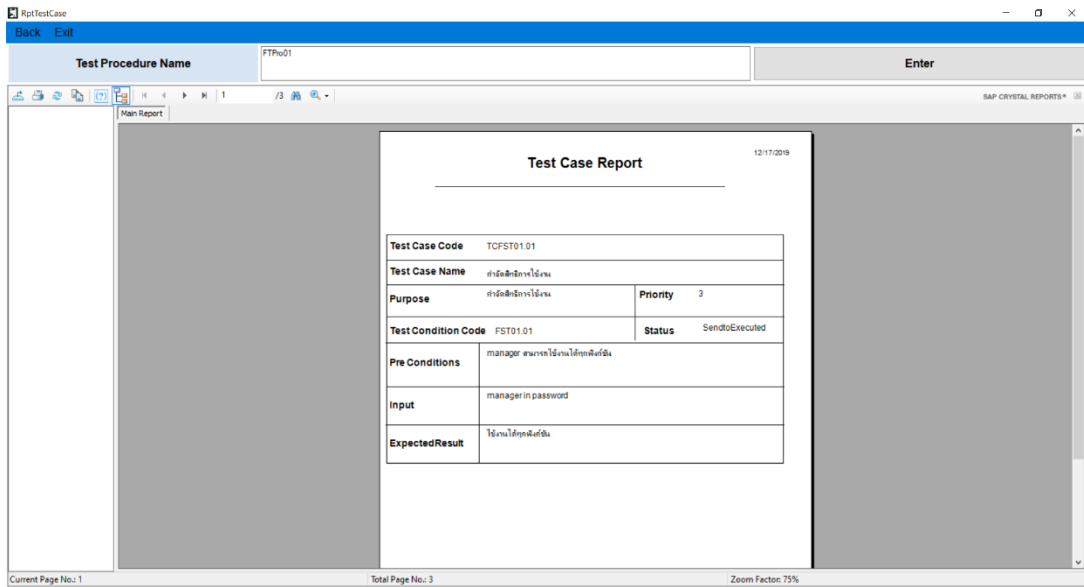 RptTestCase
Back Exit
Test Procedure Name FTPro01 Enter
1 /3 SAP CRYSTAL REPORTS®
Main Report
12/17/2019
Test Case Report
Test Case Code TCFST01.01
Test Case Name กำจัดสิทธิการใช้งาน
Purpose กำจัดสิทธิการใช้งาน Priority 3
Test Condition Code FST01.01 Status SendtoExecuted
Pre Conditions manager สามารถใช้งานได้ทุกฟังก์ชัน
Input manager in password
ExpectedResult ใช้งานได้ทุกฟังก์ชัน
Current Page No.: 1 Total Page No.: 3 Zoom Factor: 75%